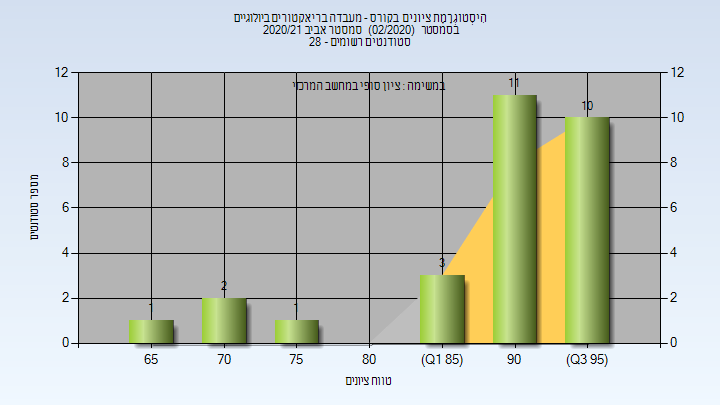 היסטוגרמת ציונים בקורס - מעבדה בריאקטורים ביולוגיים
בסמסטר (02/2020) סמסטר אביב 2020/21
סטודנטים רשומים - 28
במשימה : ציון סופי במחשב המרכזי
12 12
10 10
8 8
6 6
4 4
2 2
0 0
1 2 1 3 11 10
65 70 75 80 (Q1 85) 90 (Q3 95)
מספר סטודנטים
טווח ציונים